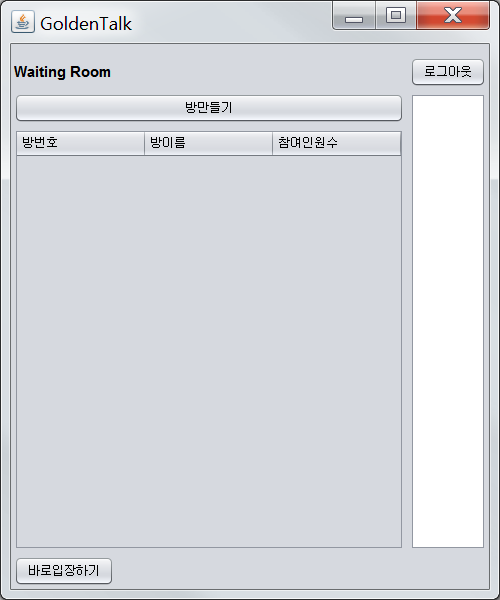 GoldenTalk
Waiting Room
로그아웃
방만들기
방번호 방이름 참여인원수
바로입장하기